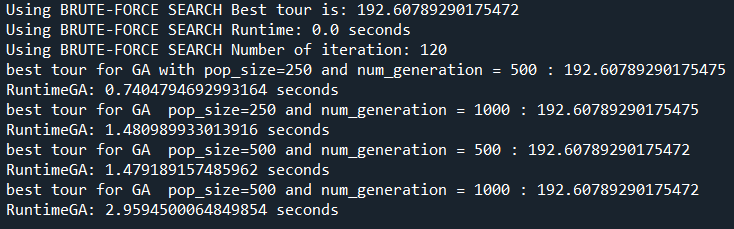 Using BRUTE-FORCE SEARCH Best tour is: 192.60789290175472
Using BRUTE-FORCE SEARCH Runtime: 0.0 seconds
Using BRUTE-FORCE SEARCH Number of iteration: 120
best tour for GA with pop_size=250 and num_generation = 500 : 192.60789290175475
RuntimeGA: 0.7404794692993164 seconds
best tour for GA  pop_size=250 and num_generation = 1000 : 192.60789290175475
RuntimeGA: 1.480989933013916 seconds
best tour for GA  pop_size=500 and num_generation = 500 : 192.60789290175472
RuntimeGA: 1.479189157485962 seconds
best tour for GA  pop_size=500 and num_generation = 1000 : 192.60789290175472
RuntimeGA: 2.9594500064849854 seconds